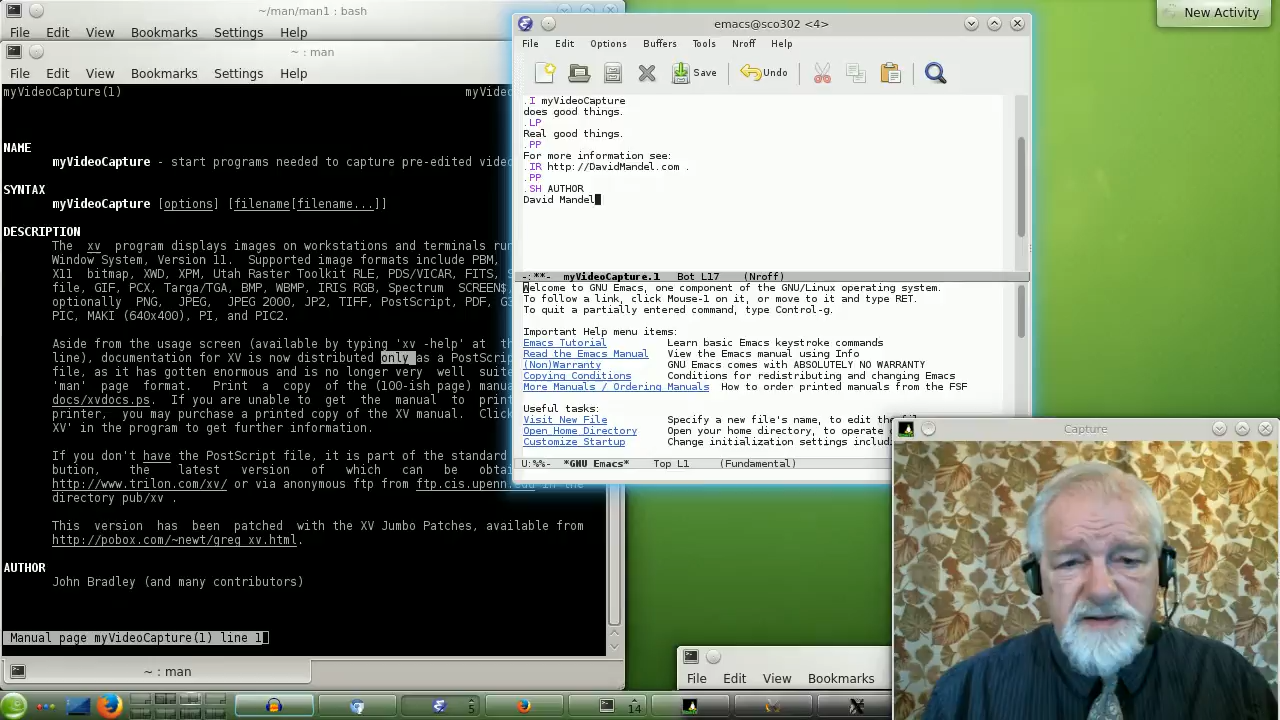 ~/man/man1 : bash
File Edit View Bookmarks Settings Help
~ : man
File Edit View Bookmarks Settings Help
myVideoCapture(1) myVid
NAME
myVideoCapture - start programs needed to capture pre-edited vide
SYNTAX
myVideoCapture [options] [filename[filename...]]
DESCRIPTION
The xv program displays images on workstations and terminals run
Window System, Version 11. Supported image formats include PBM,
X11 bitmap, XWD, XPM, Utah Raster Toolkit RLE, PDS/VICAR, FITS, S
file, GIF, PCX, Targa/TGA, BMP, WBMP, IRIS RGB, Spectrum SCREEN$,
optionally PNG, JPEG, JPEG 2000, JP2, TIFF, PostScript, PDF, G3
PIC, MAKI (640x400), PI, and PIC2.
Aside from the usage screen (available by typing 'xv -help' at th
line), documentation for XV is now distributed only as a PostScrip
file, as it has gotten enormous and is no longer very well suite
'man' page format. Print a copy of the (100-ish page) manua
docs/xvdocs.ps. If you are unable to get the manual to print
printer, you may purchase a printed copy of the XV manual. Click
XV' in the program to get further information.
If you don't have the PostScript file, it is part of the standard
bution, the latest version of which can be obtai
http://www.trilon.com/xv/ or via anonymous ftp from ftp.cis.upenn.edu in the
directory pub/xv .
This version has been patched with the XV Jumbo Patches, available from
http://pobox.com/~newt/greg_xv.html.
AUTHOR
John Bradley (and many contributors)
Manual page myVideoCapture(1) line 1
~ : man
emacs@sco302 <4>
File Edit Options Buffers Tools Nroff Help
Save Undo
.I myVideoCapture
does good things.
.LP
Real good things.
.PP
For more information see:
.IR http://DavidMandel.com .
.PP
.SH AUTHOR
David Mandel
-:**- myVideoCapture.1 Bot L17 (Nroff)
Welcome to GNU Emacs, one component of the GNU/Linux operating system.
To follow a link, click Mouse-1 on it, or move to it and type RET.
To quit a partially entered command, type Control-g.
Important Help menu items:
Emacs Tutorial Learn basic Emacs keystroke commands
Read the Emacs Manual View the Emacs manual using Info
(Non)Warranty GNU Emacs comes with ABSOLUTELY NO WARRANTY
Copying Conditions Conditions for redistributing and changing Emacs
More Manuals / Ordering Manuals How to order printed manuals from the FSF
Useful tasks:
Visit New File Specify a new file's name, to edit the file
Open Home Directory Open your home directory, to operate o
Customize Startup Change initialization settings includi
U:%%- *GNU Emacs* Top L1 (Fundamental)
New Activity
Capture
File Edit View Bookmarks
5
14